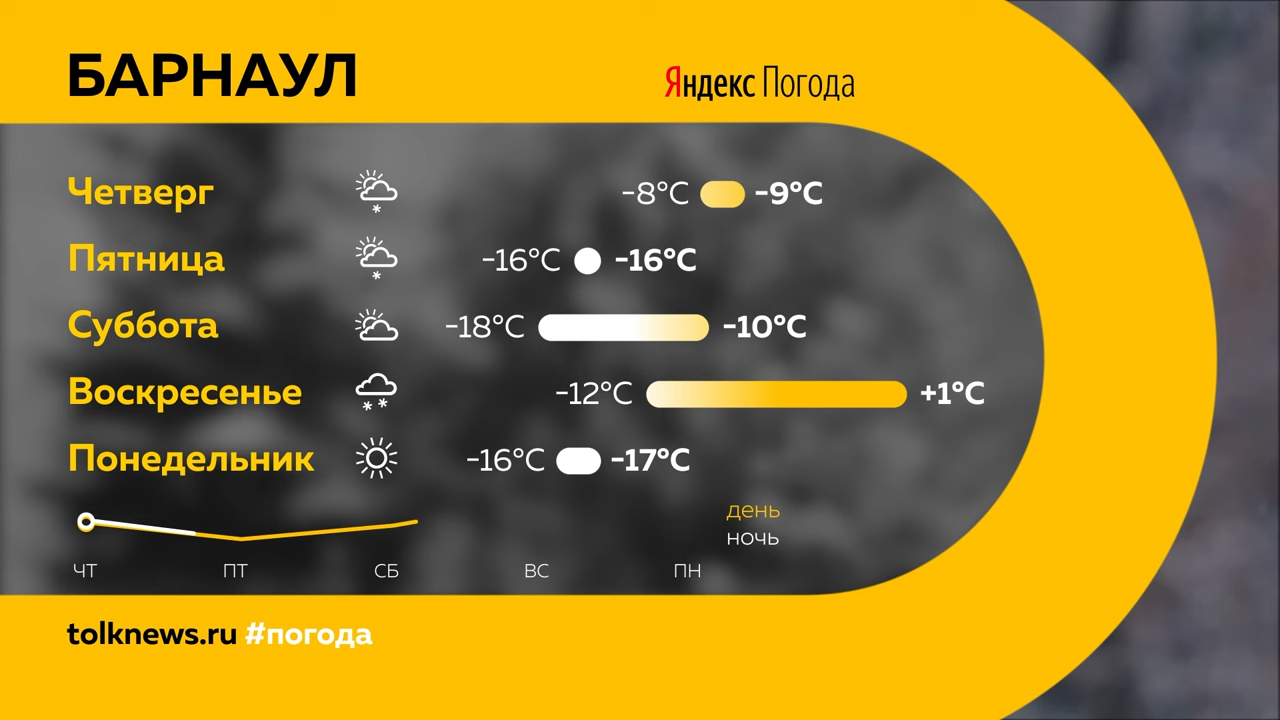 БАРНАУЛ
Яндекс Погода
Четверг -8°C -9°C
Пятница -16°C -16°C
Суббота -18°C -10°C
Воскресенье -12°C +1°C
Понедельник -16°C -17°C
день
ночь
ЧТ ПТ СБ ВС ПН
tolknews.ru #погода